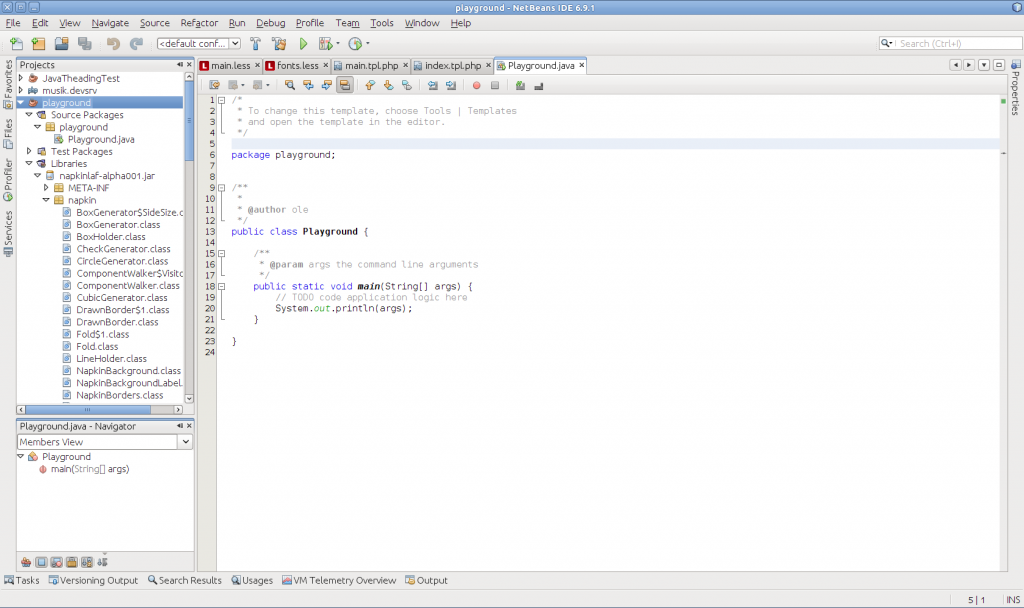 playground - NetBeans IDE 6.9.1
File Edit View Navigate Source Refactor Run Debug Profile Team Tools Window Help
<default conf... Search (Ctrl+I)
Favorites
Files
Profiler
Services
Projects
JavaTheadingTest
musik.devsrv
playground
Source Packages
playground
Playground.java
Test Packages
Libraries
napkinlaf-alpha001.jar
META-INF
napkin
BoxGenerator$SideSize.c
BoxGenerator.class
BoxHolder.class
CheckGenerator.class
CircleGenerator.class
ComponentWalker$Visito
ComponentWalker.class
CubicGenerator.class
DrawnBorder$1.class
DrawnBorder.class
Fold$1.class
Fold.class
LineHolder.class
NapkinBackground.class
NapkinBackgroundLabel.
NapkinBorders.class
Playground.java - Navigator
Members View
Playground
main(String[] args)
main.less fonts.less main.tpl.php index.tpl.php Playground.java
1 /*
2 * To change this template, choose Tools | Templates
3 * and open the template in the editor.
4 */
5
6 package playground;
7
8
9 /**
10 *
11 * @author ole
12 */
13 public class Playground {
14
15 /**
16 * @param args the command line arguments
17 */
18 public static void main(String[] args) {
19 // TODO code application logic here
20 System.out.println(args);
21 }
22
23 }
24
Properties
Tasks Versioning Output Search Results Usages VM Telemetry Overview Output
5 | 1 INS